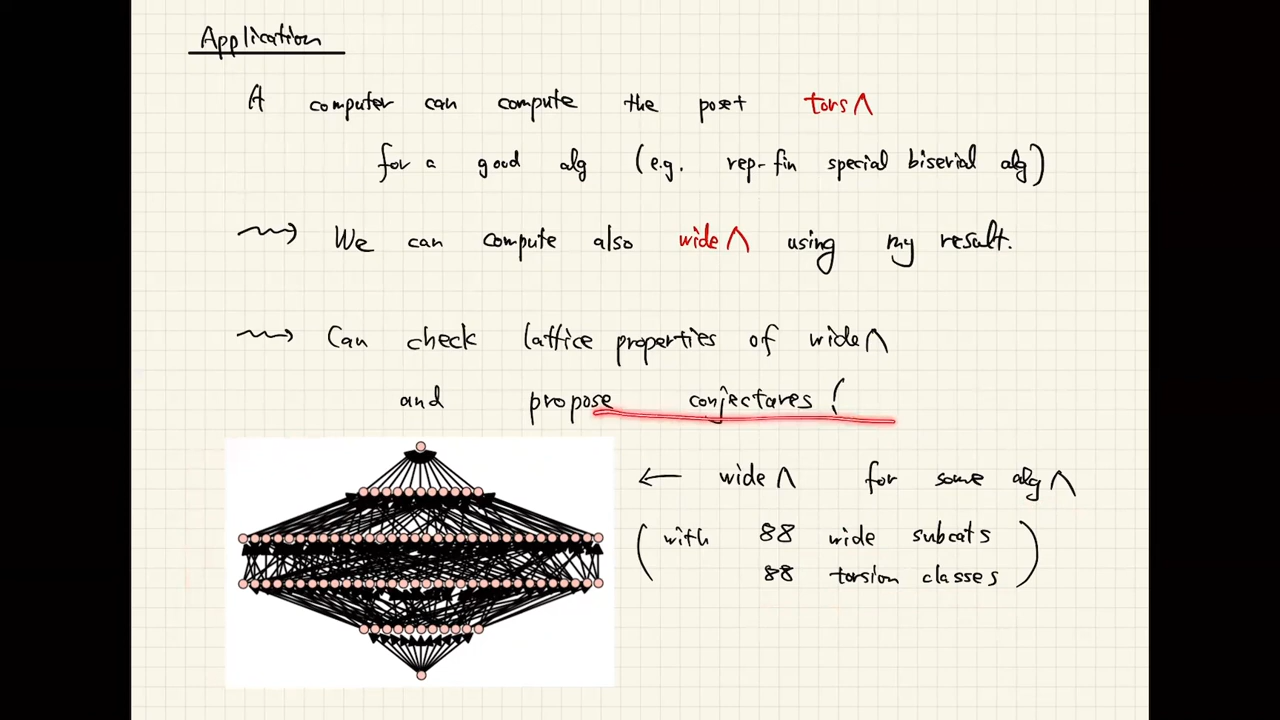 Application
A computer can compute the poset tors Λ
for a good alg (e.g. rep-fin special biserial alg)
⇝ We can compute also wide Λ using my result.
⇝ Can check lattice properties of wide Λ
and propose conjectures!
← wide Λ for some alg Λ
(with 88 wide subcats
88 torsion classes)